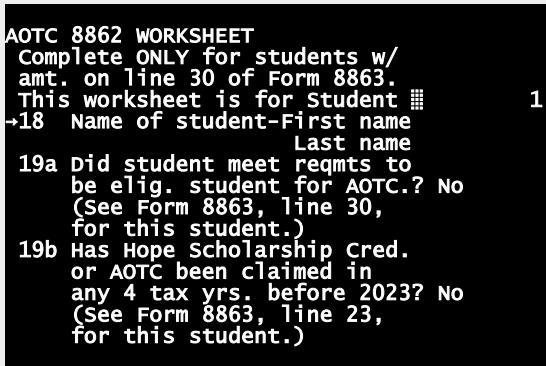 AOTC 8862 WORKSHEET
Complete ONLY for students w/
amt. on line 30 of Form 8863.
This worksheet is for Student 1
→18 Name of student-First name
Last name
19a Did student meet reqmts to
be elig. student for AOTC.? No
(See Form 8863, line 30,
for this student.)
19b Has Hope Scholarship Cred.
or AOTC been claimed in
any 4 tax yrs. before 2023? No
(See Form 8863, line 23,
for this student.)